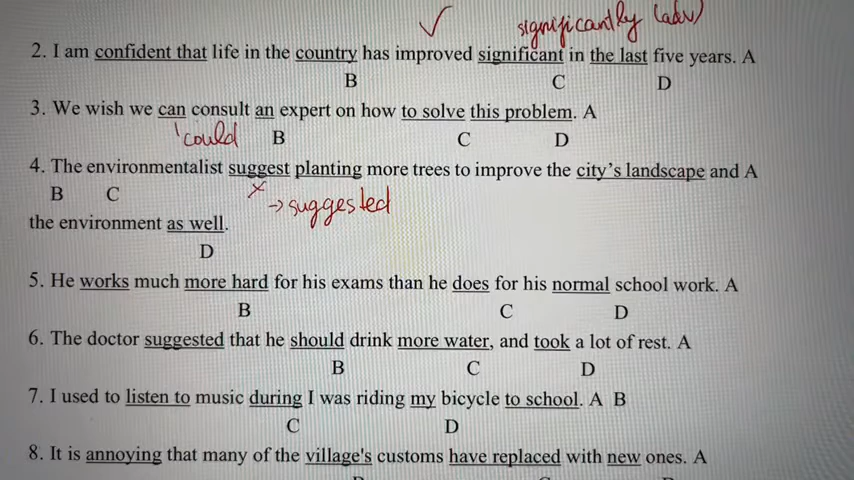 ✓ significantly (adv)
2. I am confident that life in the country has improved significant in the last five years. A
B C D
3. We wish we can consult an expert on how to solve this problem. A
could B C D
4. The environmentalist suggest planting more trees to improve the city's landscape and A
B C x → suggested
the environment as well.
D
5. He works much more hard for his exams than he does for his normal school work. A
B C D
6. The doctor suggested that he should drink more water, and took a lot of rest. A
B C D
7. I used to listen to music during I was riding my bicycle to school. A B
C D
8. It is annoying that many of the village's customs have replaced with new ones. A